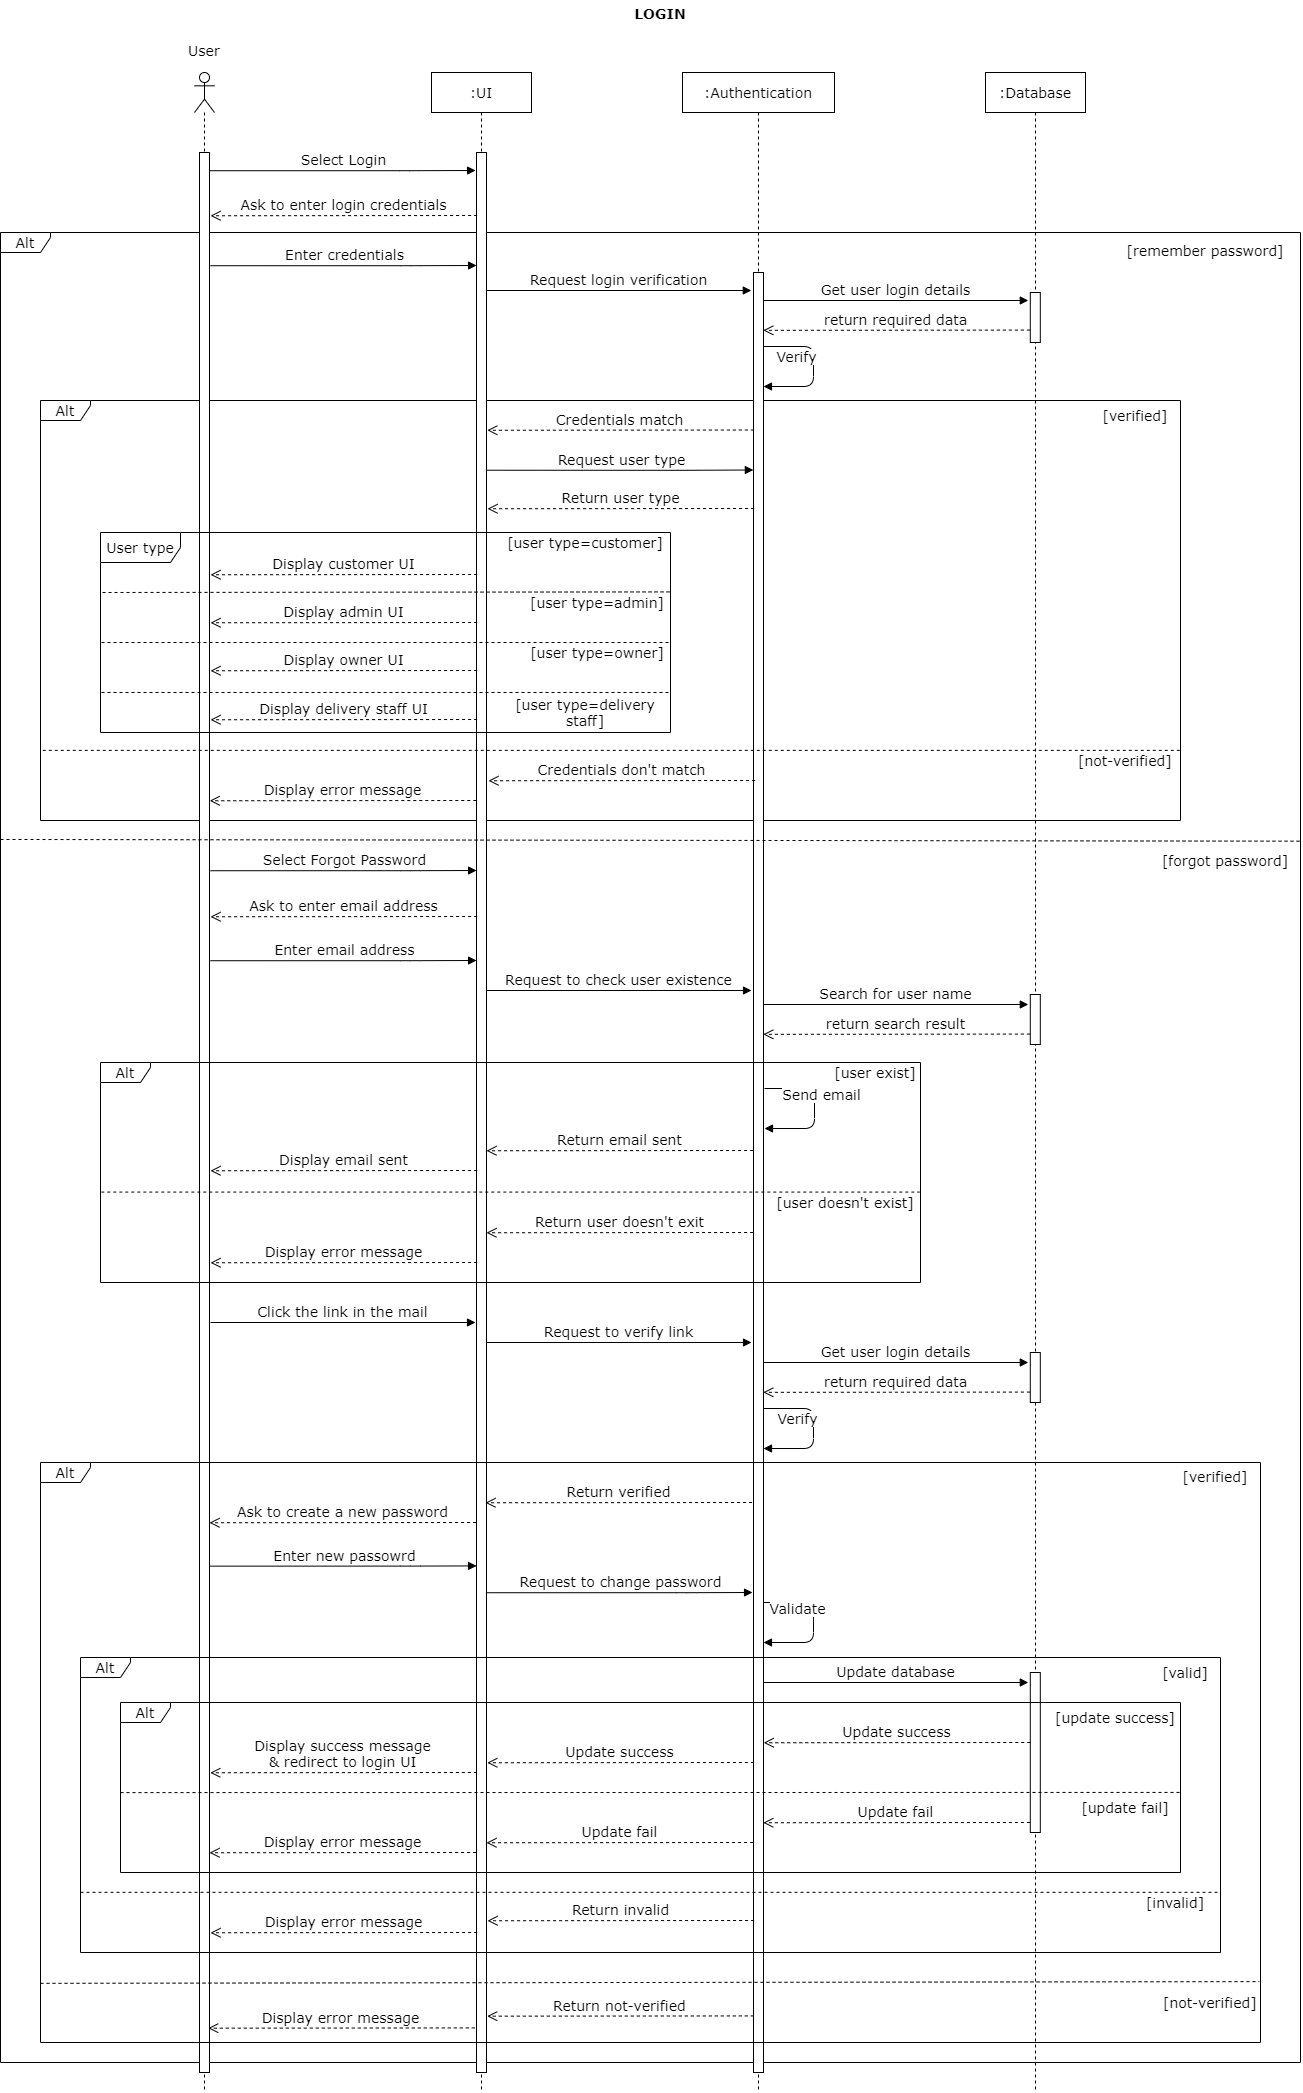 LOGIN
User
:UI
:Authentication
:Database
Select Login
Ask to enter login credentials
Alt
[remember password]
Enter credentials
Request login verification
Get user login details
return required data
Verify
Alt
[verified]
Credentials match
Request user type
Return user type
User type
[user type=customer]
Display customer UI
[user type=admin]
Display admin UI
[user type=owner]
Display owner UI
[user type=delivery
staff]
Display delivery staff UI
[not-verified]
Credentials don't match
Display error message
[forgot password]
Select Forgot Password
Ask to enter email address
Enter email address
Request to check user existence
Search for user name
return search result
Alt
[user exist]
Send email
Return email sent
Display email sent
[user doesn't exist]
Return user doesn't exit
Display error message
Click the link in the mail
Request to verify link
Get user login details
return required data
Verify
Alt
[verified]
Return verified
Ask to create a new password
Enter new passowrd
Request to change password
Validate
Alt
[valid]
Update database
Alt
[update success]
Update success
Update success
Display success message
& redirect to login UI
[update fail]
Update fail
Update fail
Display error message
[invalid]
Return invalid
Display error message
[not-verified]
Return not-verified
Display error message